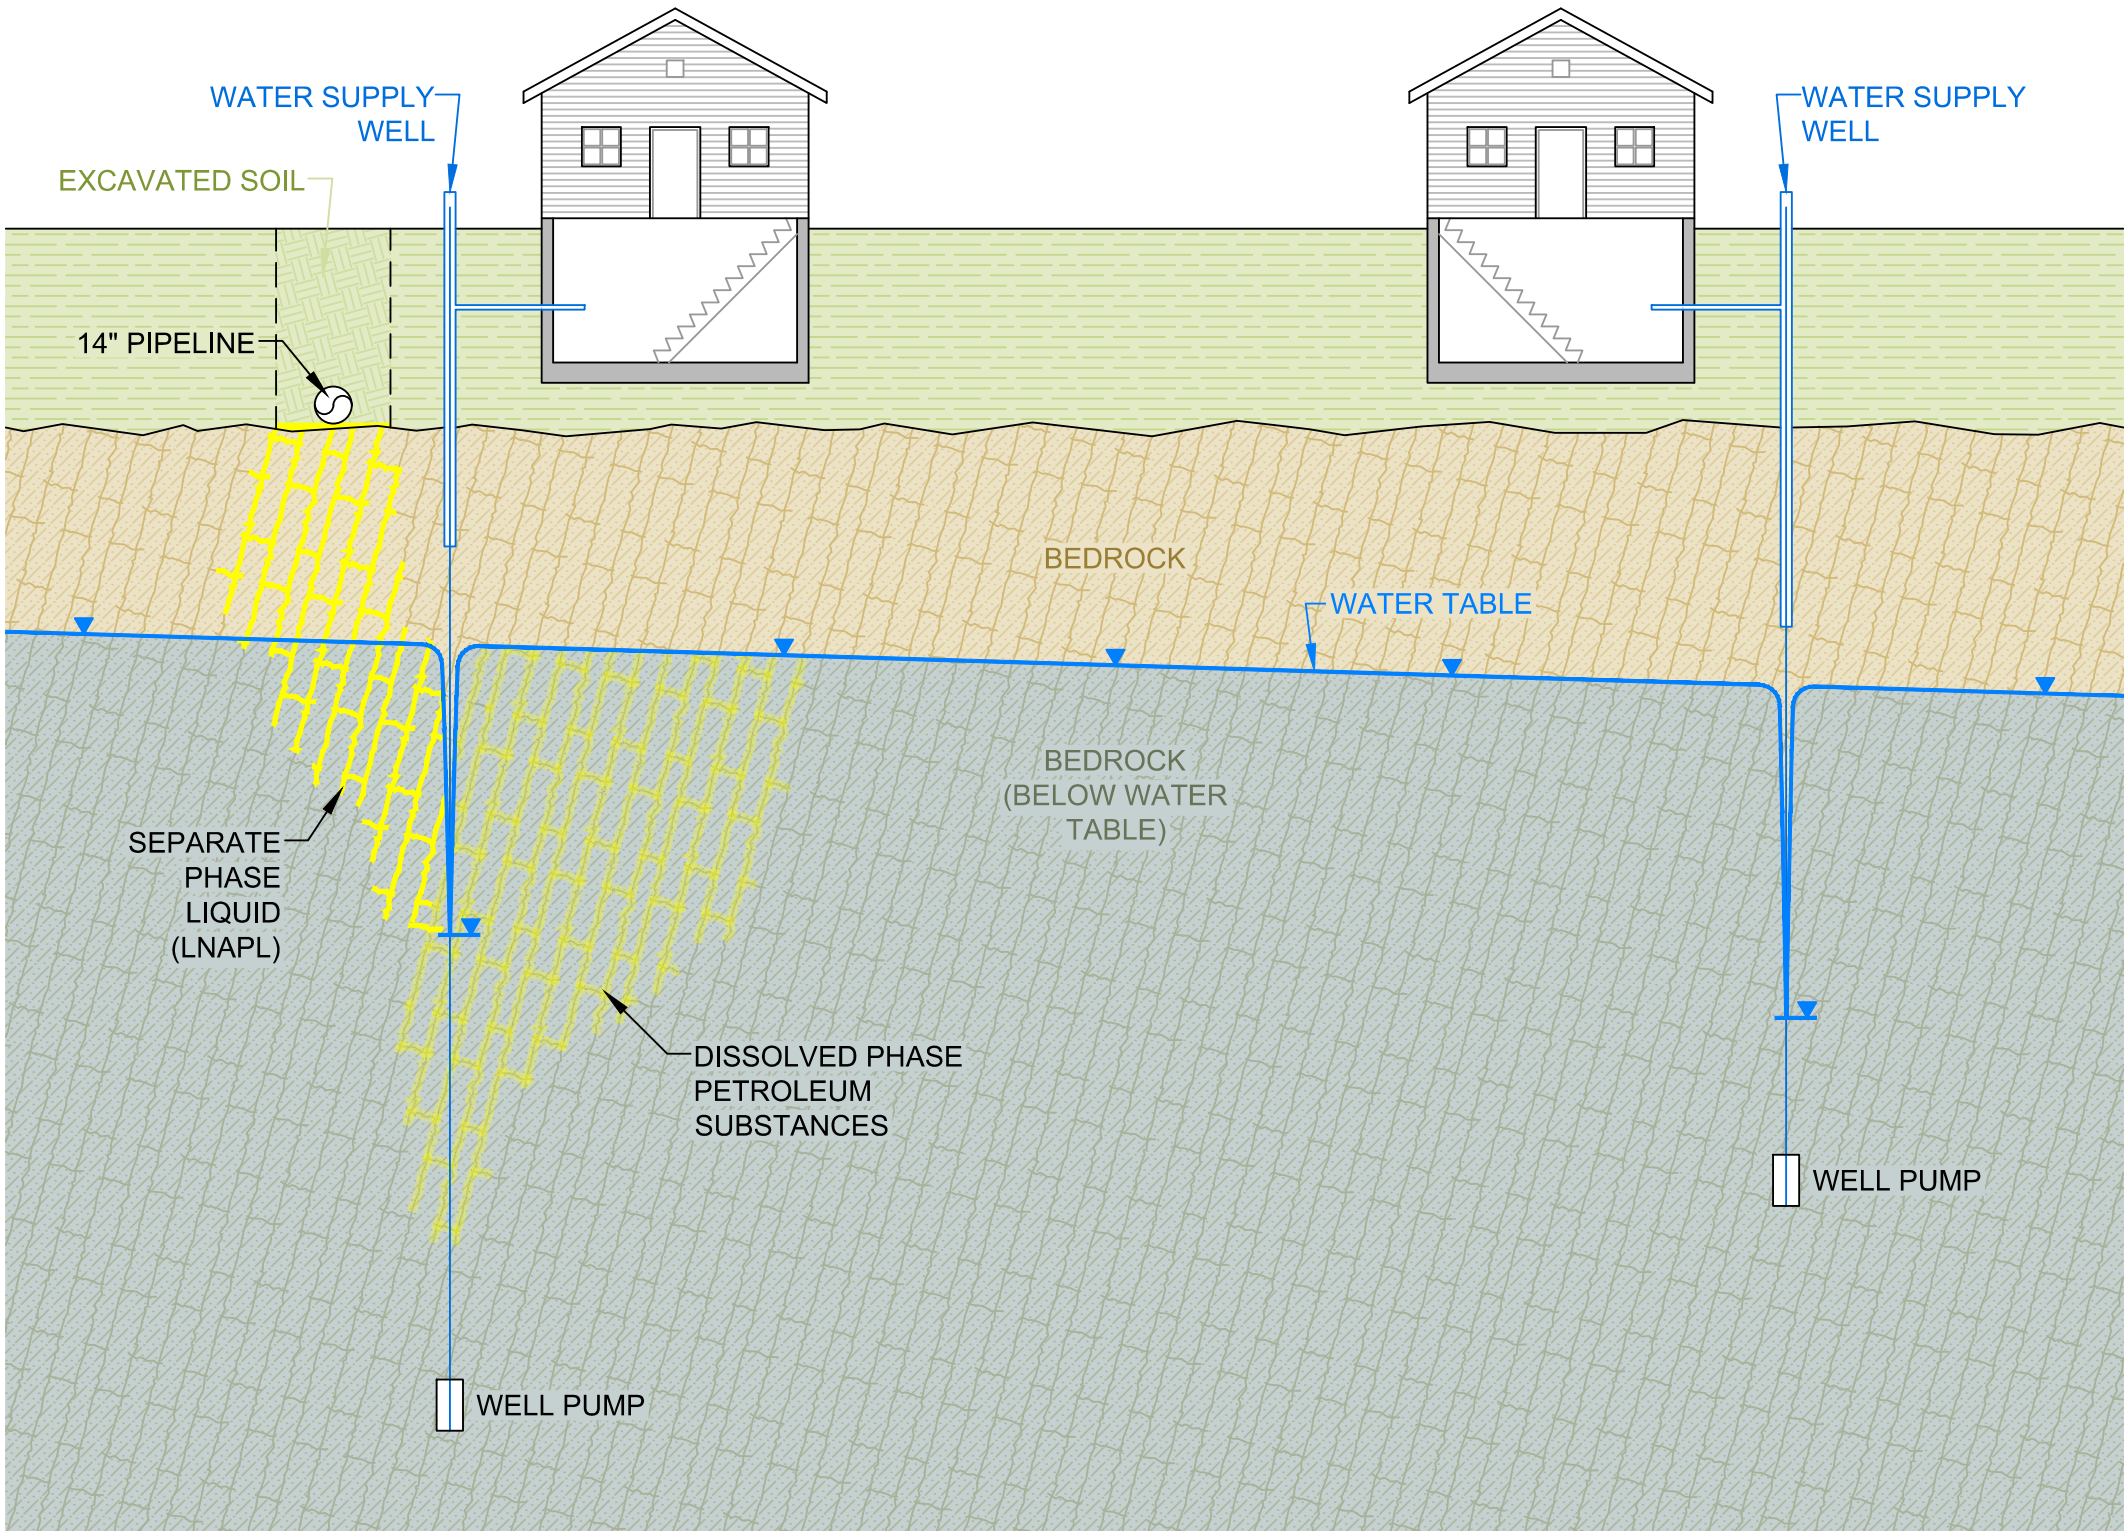 WATER SUPPLY
WELL
WATER SUPPLY
WELL
EXCAVATED SOIL
14" PIPELINE
BEDROCK
WATER TABLE
BEDROCK
(BELOW WATER
TABLE)
SEPARATE
PHASE
LIQUID
(LNAPL)
DISSOLVED PHASE
PETROLEUM
SUBSTANCES
WELL PUMP
WELL PUMP